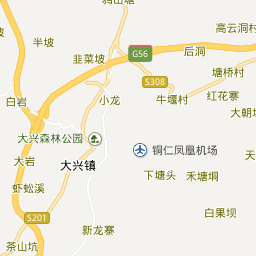 鸦山塘
高云洞村
半坡
后洞
韭菜坡
G56
塘桥村
S308
白岩
小龙
牛堰村
红花寨
大朝
大兴森林公园
铜仁凤凰机场
大岩
大兴镇
下塘头
禾塘垌
虾蚣溪
白果坝
S201
新龙寨
茶山坑